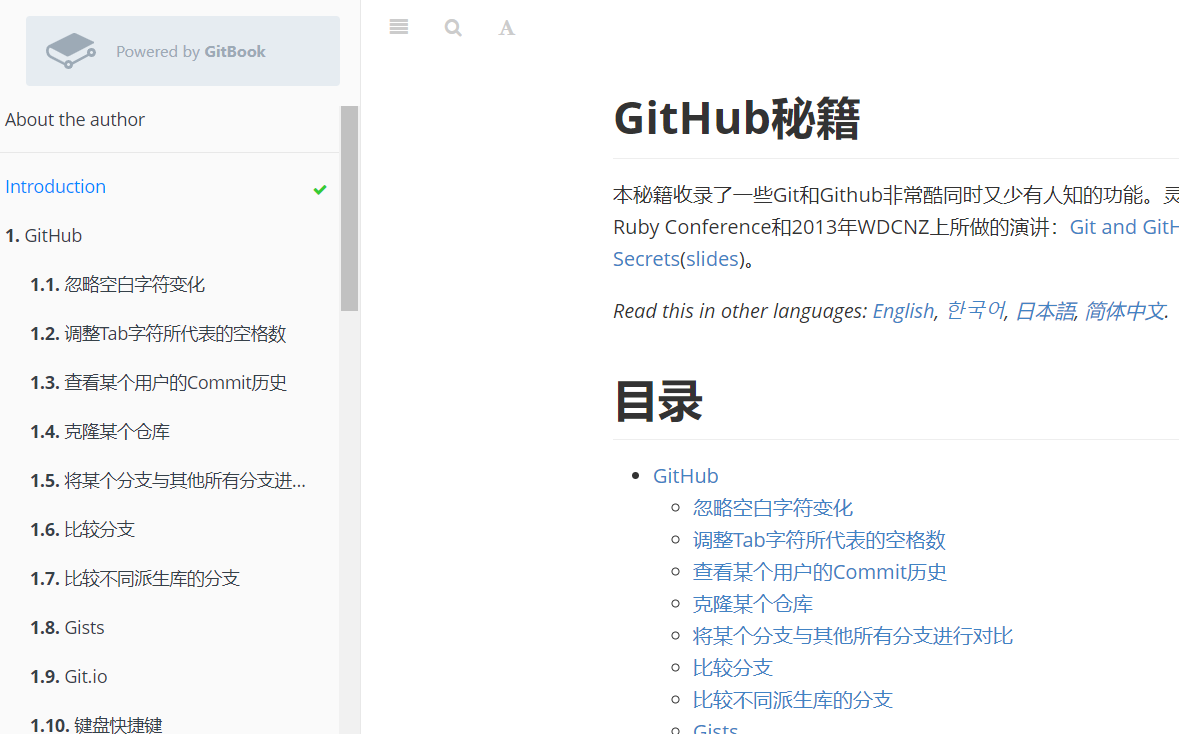 Powered by GitBook
About the author
Introduction
1. GitHub
1.1. 忽略空白字符变化
1.2. 调整Tab字符所代表的空格数
1.3. 查看某个用户的Commit历史
1.4. 克隆某个仓库
1.5. 将某个分支与其他所有分支进...
1.6. 比较分支
1.7. 比较不同派生库的分支
1.8. Gists
1.9. Git.io
1.10. 键盘快捷键
A
GitHub秘籍
本秘籍收录了一些Git和Github非常酷同时又少有人知的功能。灵
Ruby Conference和2013年WDCNZ上所做的演讲：Git and GitH
Secrets(slides)。
Read this in other languages: English, 한국어, 日本語, 简体中文.
目录
GitHub
忽略空白字符变化
调整Tab字符所代表的空格数
查看某个用户的Commit历史
克隆某个仓库
将某个分支与其他所有分支进行对比
比较分支
比较不同派生库的分支
Gists